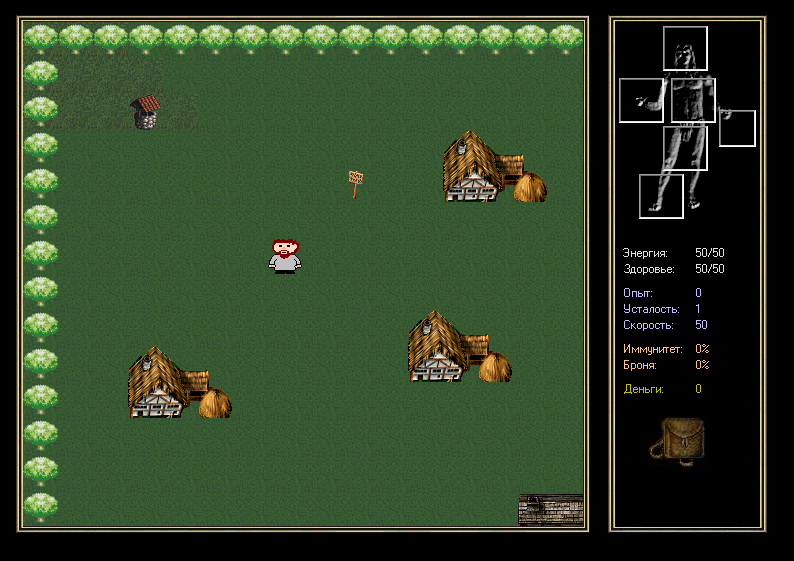 Энергия: 50/50
Здоровье: 50/50
Опыт: 0
Усталость: 1
Скорость: 50
Иммунитет: 0%
Броня: 0%
Деньги: 0